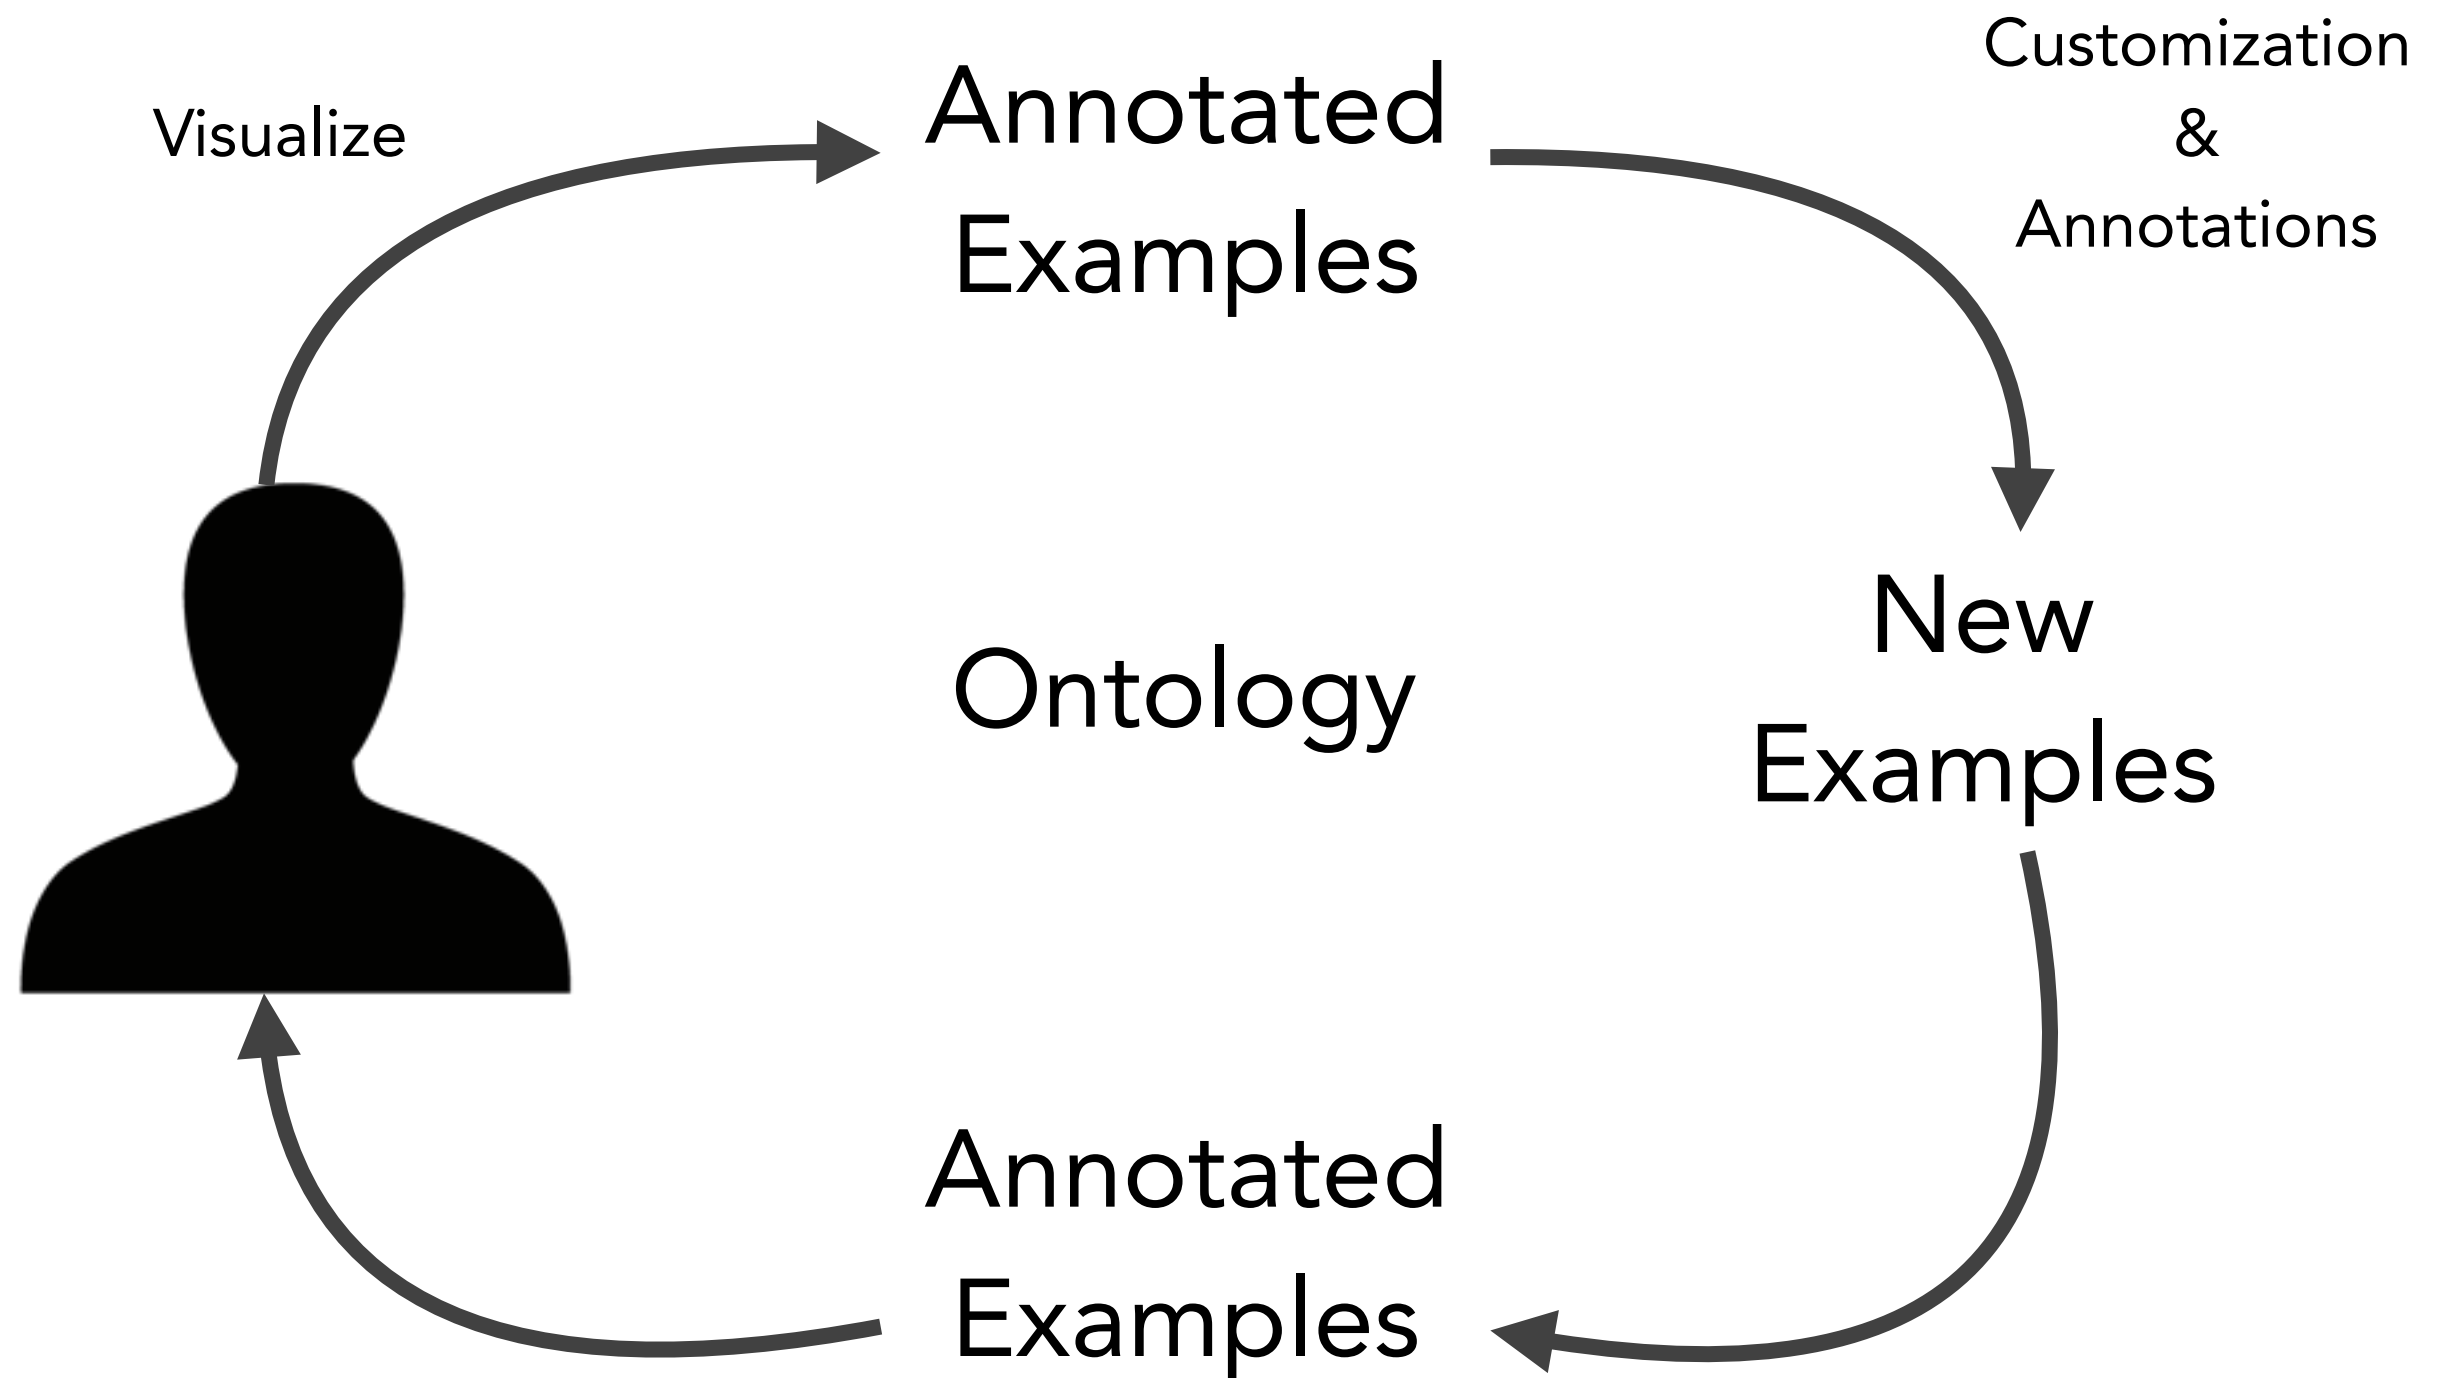 Visualize
Annotated
Examples
Customization
&
Annotations
Ontology
New
Examples
Annotated
Examples